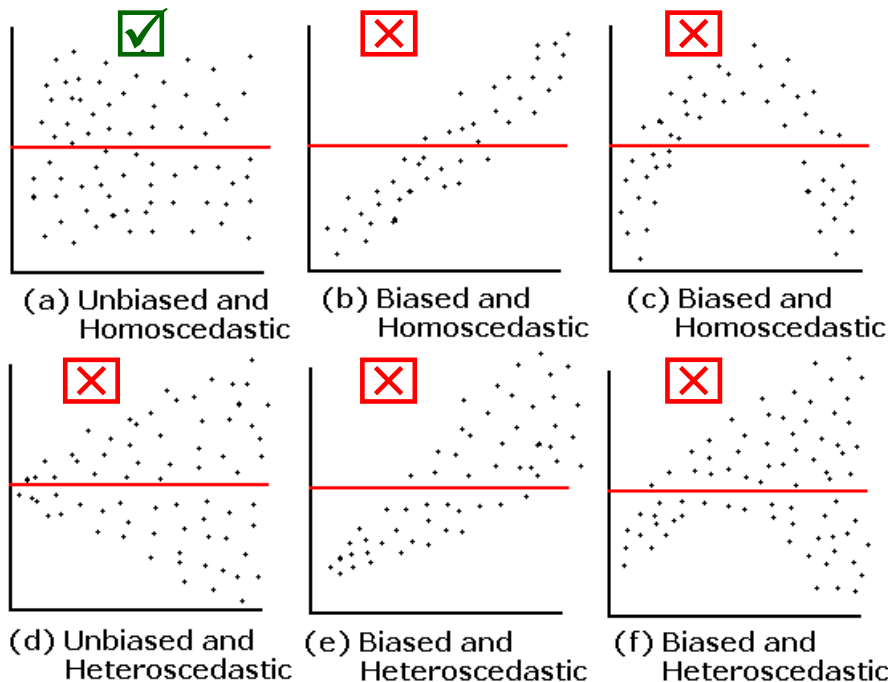 (a) Unbiased and
Homoscedastic
(b) Biased and
Homoscedastic
(c) Biased and
Homoscedastic
(d) Unbiased and
Heteroscedastic
(e) Biased and
Heteroscedastic
(f) Biased and
Heteroscedastic